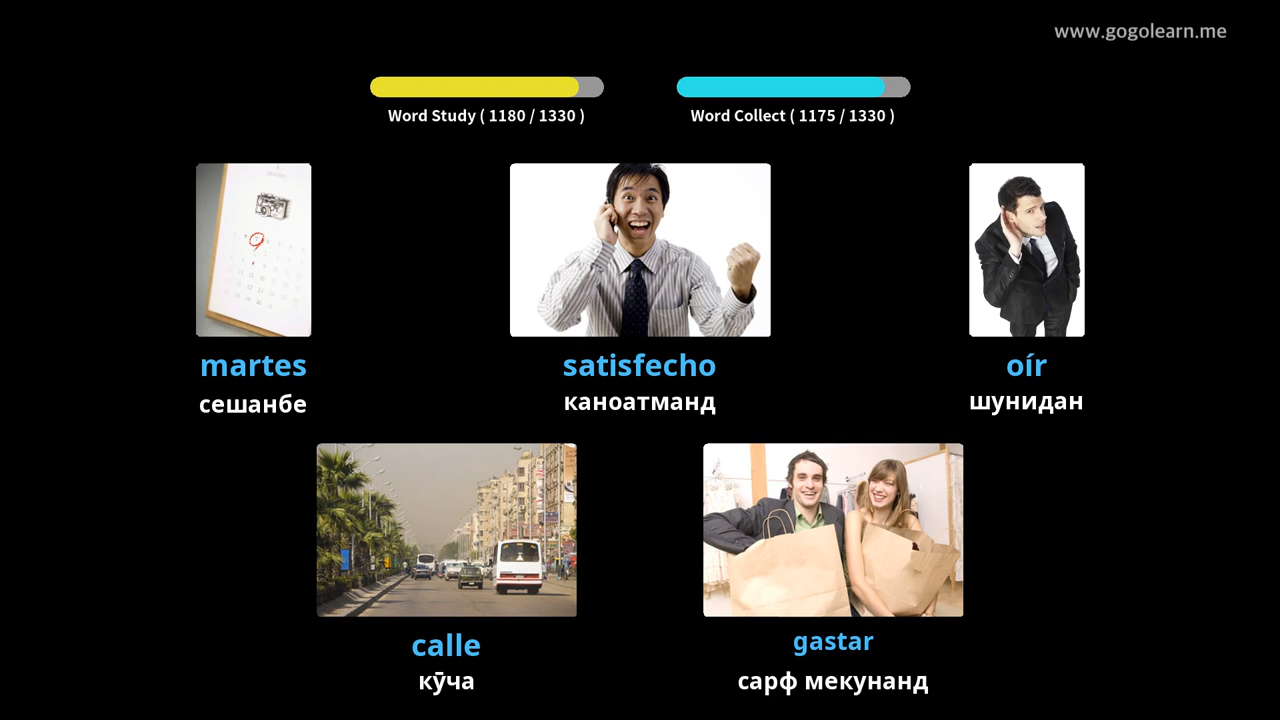 www.gogolearn.me
Word Study ( 1180 / 1330 )
Word Collect ( 1175 / 1330 )
martes
сешанбе
satisfecho
каноатманд
oír
шунидан
calle
кӯча
gastar
сарф мекунанд